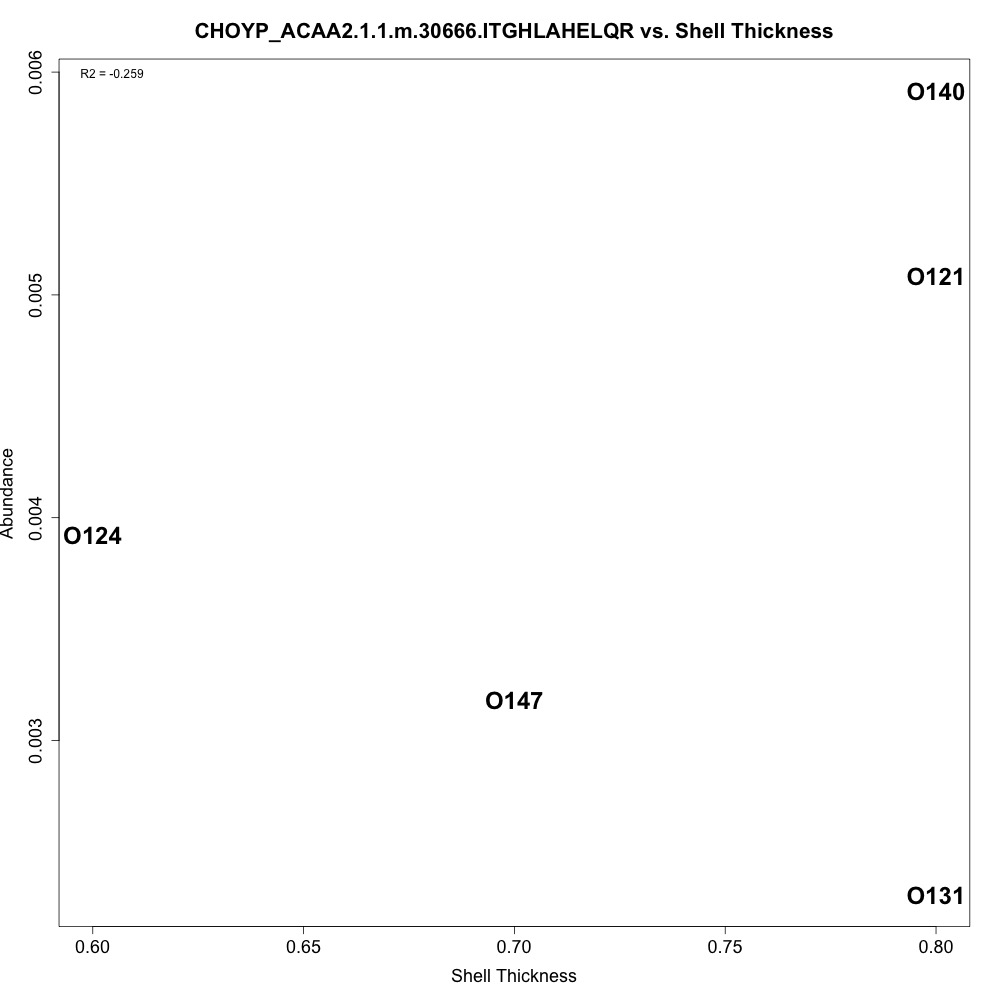 CHOYP_ACAA2.1.1.m.30666.ITGHLAHELQR vs. Shell Thickness
R2 = -0.259
0.006
O140
O121
0.005
Abundance
0.004
O124
O147
0.003
O131
0.60 0.65 0.70 0.75 0.80
Shell Thickness